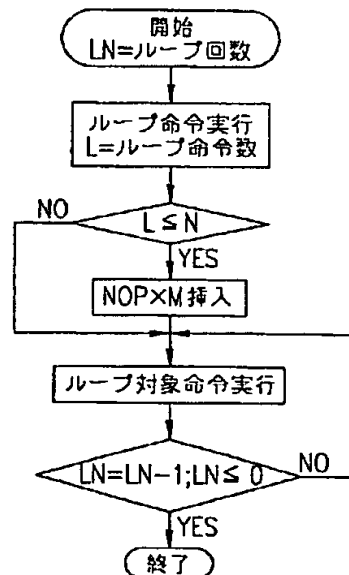 開始
LN=ループ回数
ループ命令実行
L=ループ命令数
L≦N
NO
YES
NOP×M挿入
ループ対象命令実行
LN=LN−1;LN≦0
NO
YES
終了